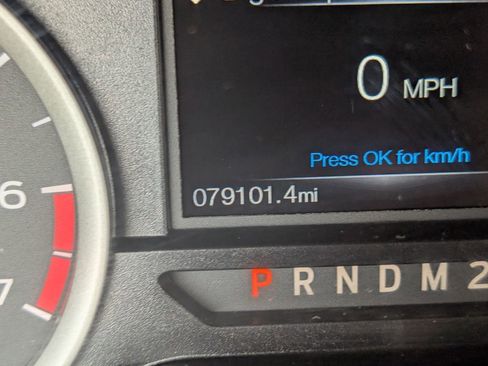 0 MPH
Press OK for km/h
079101.4mi
6
P R N D M 2
7